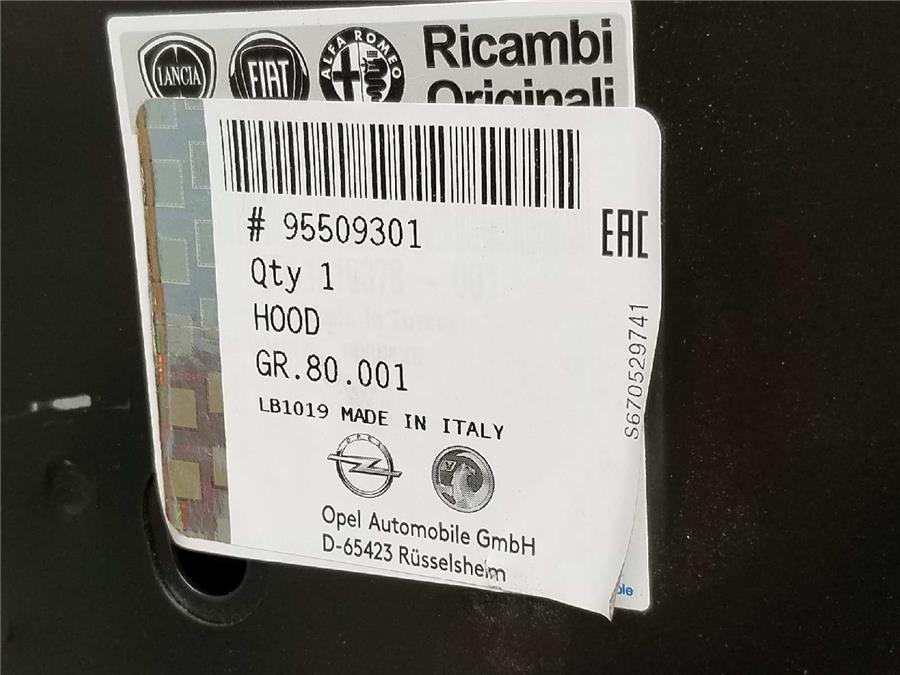 LANCIA
FIAT
ALFA ROMEO
Ricambi
Originali
# 95509301
EAC
Qty 1
HOOD
GR.80.001
S670529741
LB1019 MADE IN ITALY
OPEL
Opel Automobile GmbH
D-65423 Rüsselsheim